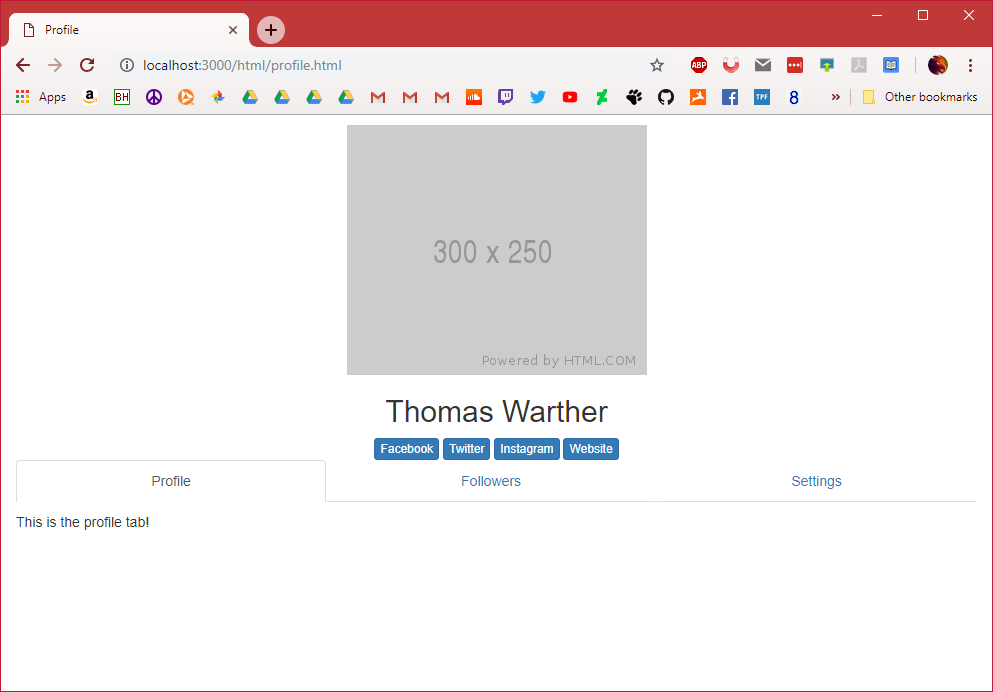 Profile
localhost:3000/html/profile.html
ABP
Apps
a
BH
TPF
8
»
Other bookmarks
300 x 250
Powered by HTML.COM
Thomas Warther
Facebook Twitter Instagram Website
Profile Followers Settings
This is the profile tab!